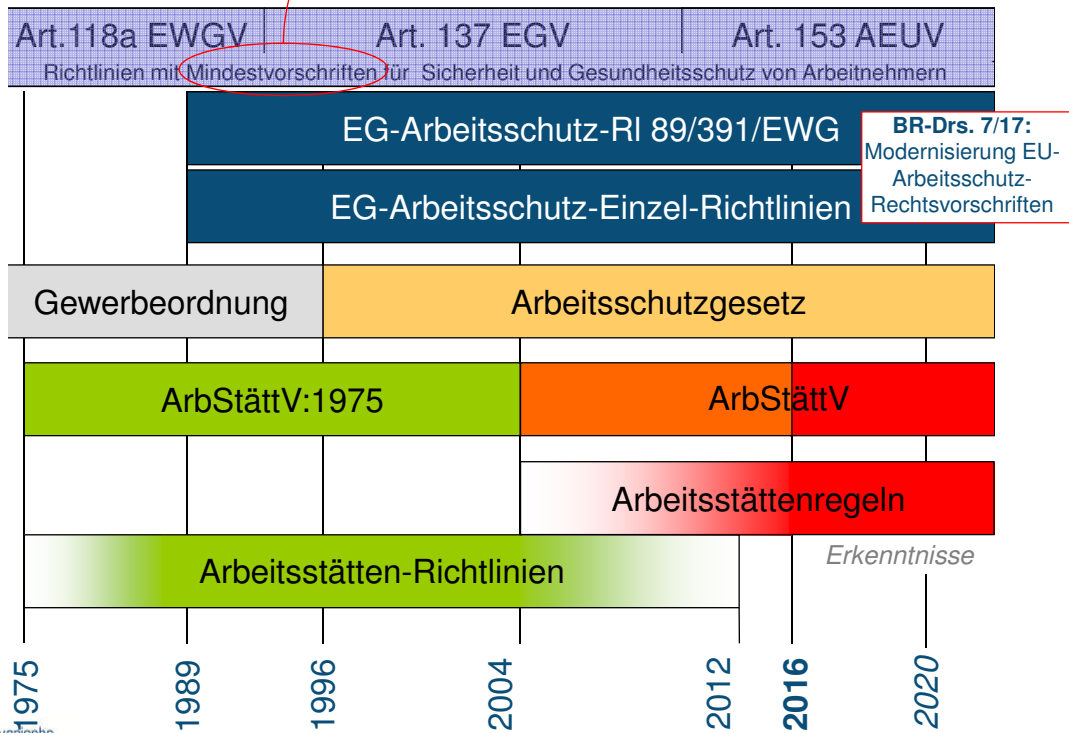 Art.118a EWGV Art. 137 EGV Art. 153 AEUV
Richtlinien mit Mindestvorschriften für Sicherheit und Gesundheitsschutz von Arbeitnehmern
EG-Arbeitsschutz-Rl 89/391/EWG
BR-Drs. 7/17:
Modernisierung EU-
Arbeitsschutz-
Rechtsvorschriften
EG-Arbeitsschutz-Einzel-Richtlinien
Gewerbeordnung Arbeitsschutzgesetz
ArbStättV:1975 ArbStättV
Arbeitsstättenregeln
Erkenntnisse
Arbeitsstätten-Richtlinien
1975 1989 1996 2004 2012 2016 2020